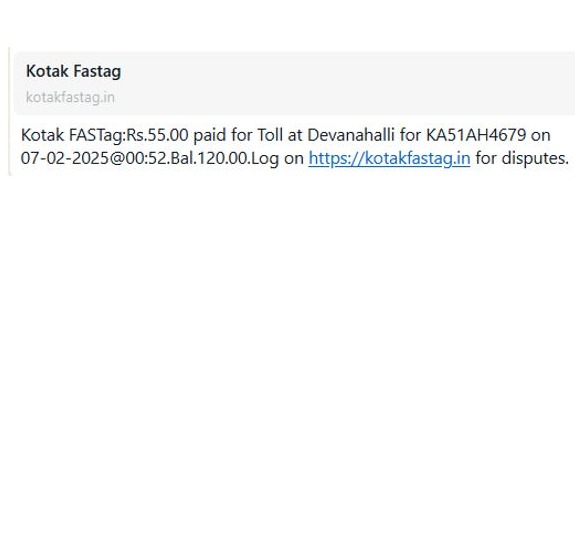 Kotak Fastag
kotakfastag.in
Kotak FASTag:Rs.55.00 paid for Toll at Devanahalli for KA51AH4679 on
07-02-2025@00:52.Bal.120.00.Log on https://kotakfastag.in for disputes.